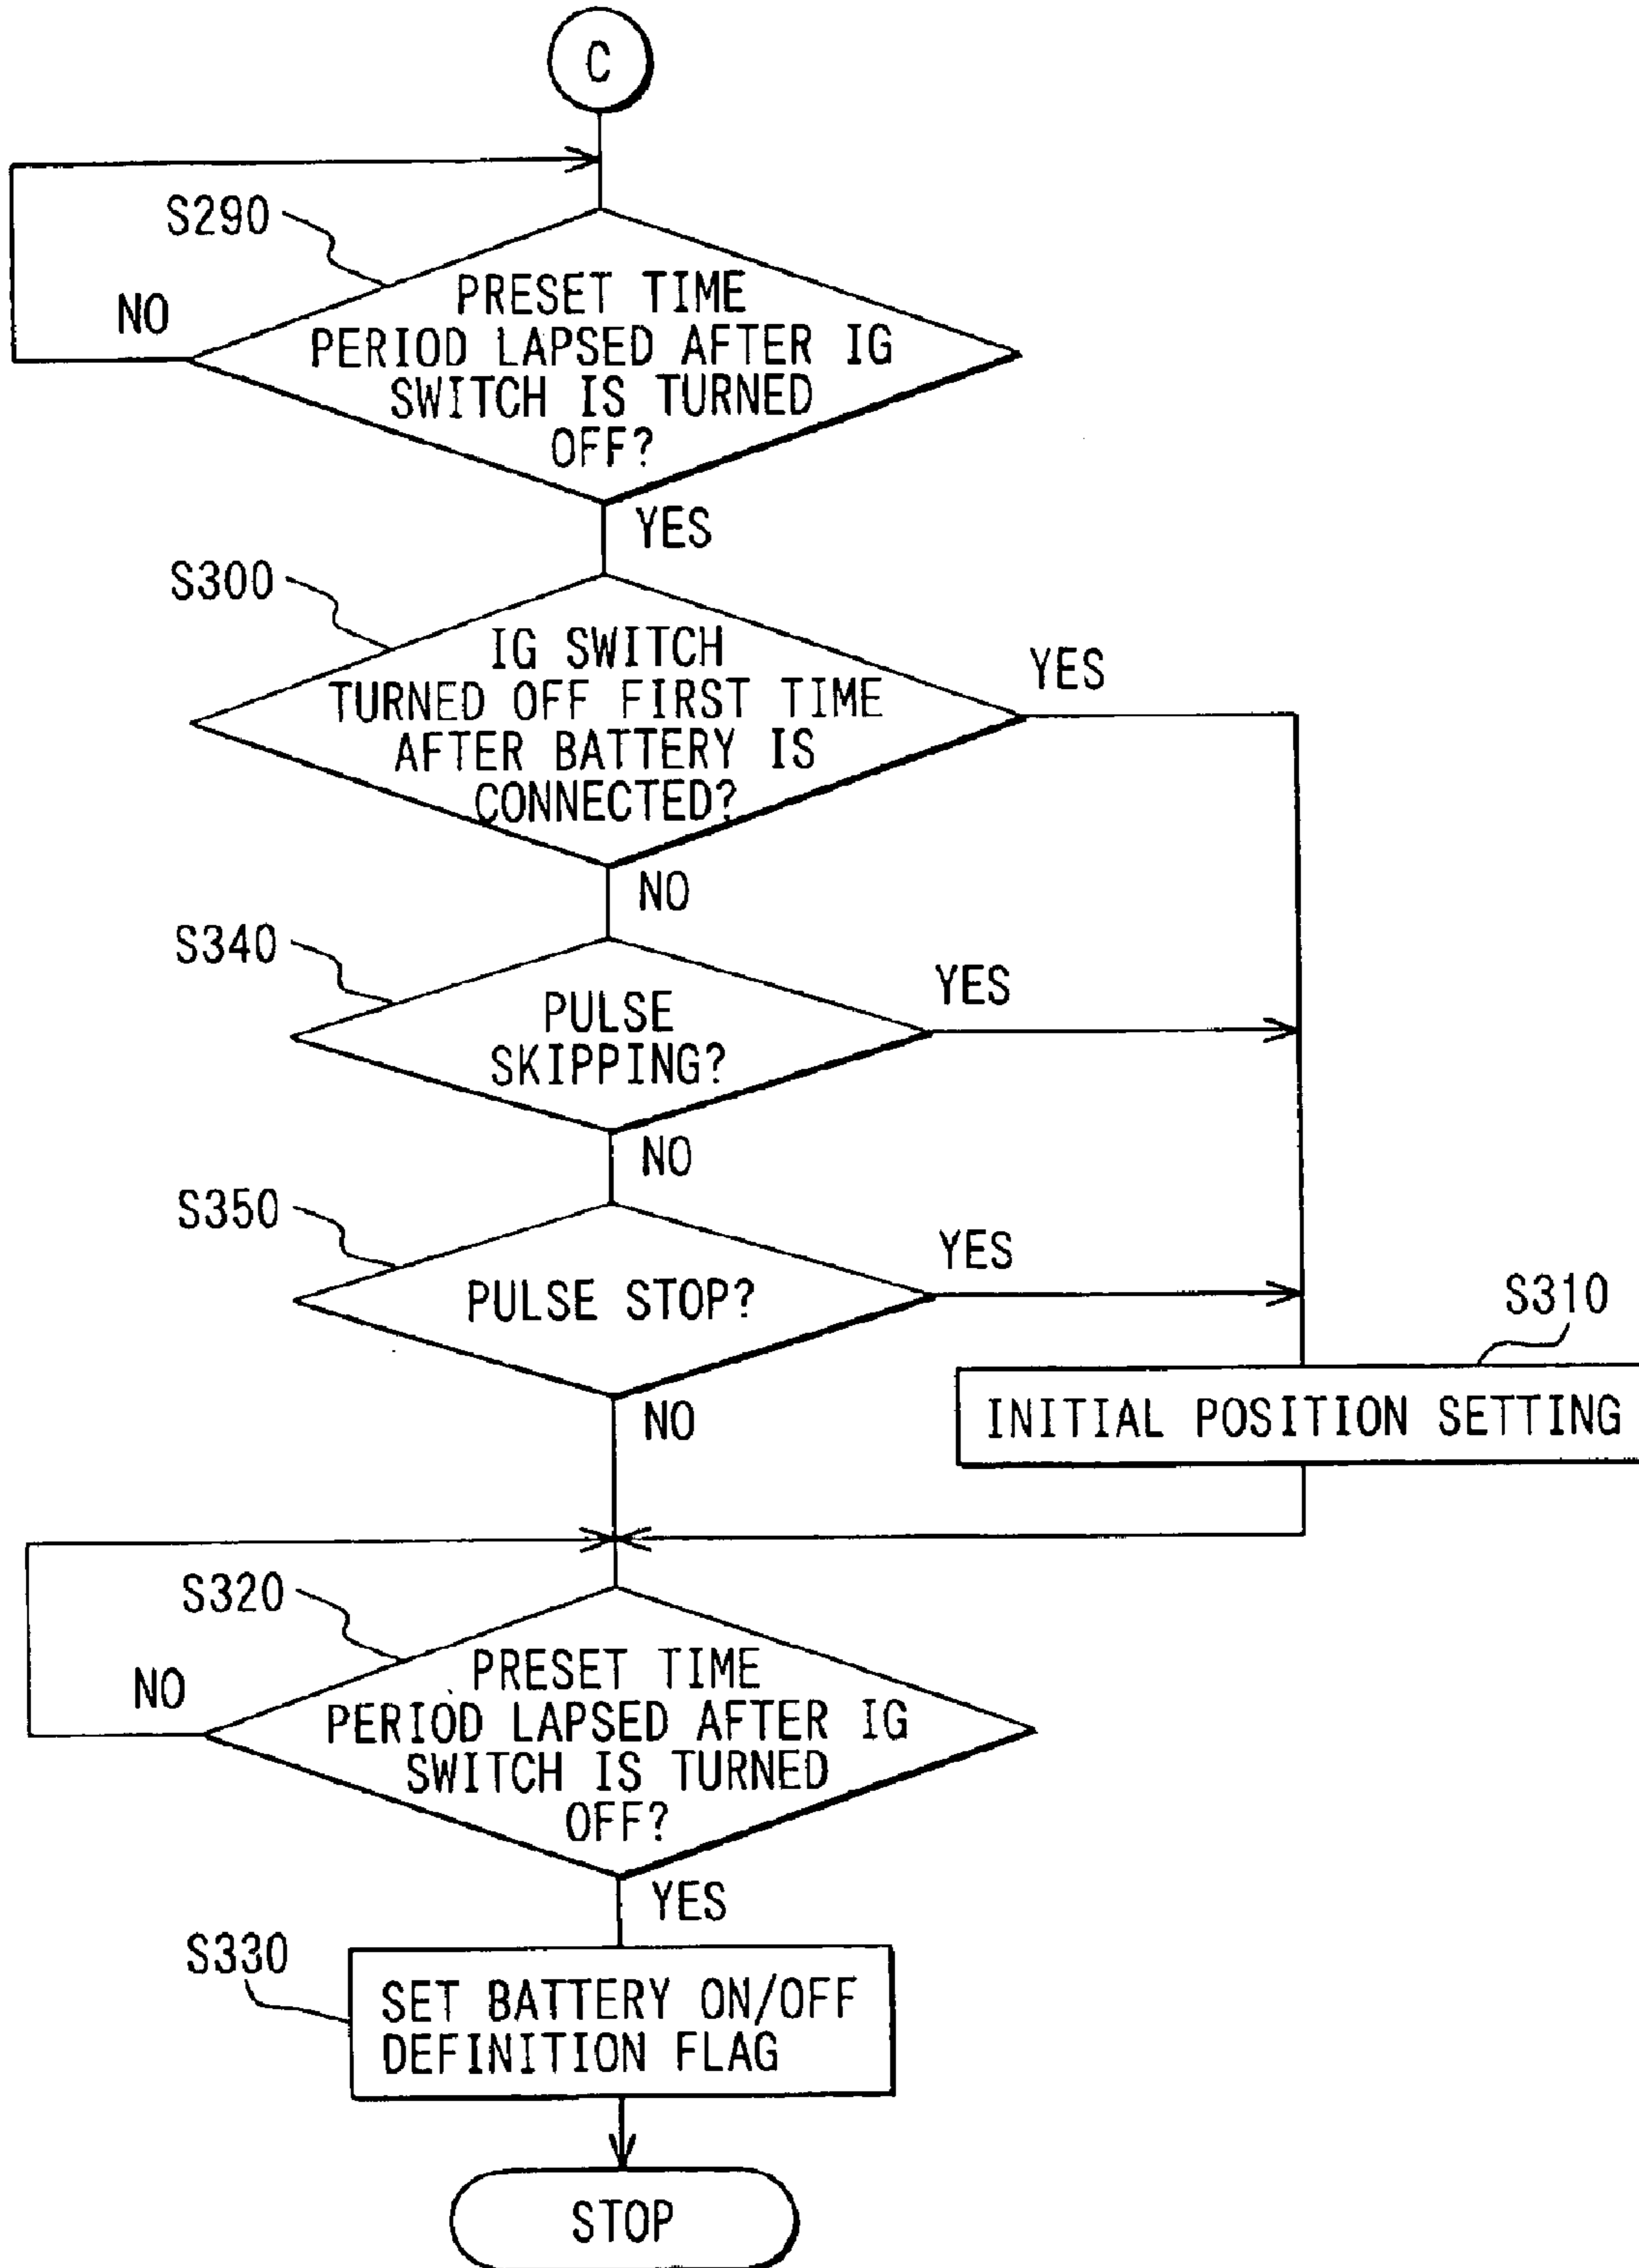 C
S290
NO
PRESET TIME
PERIOD LAPSED AFTER IG
SWITCH IS TURNED
OFF?
YES
S300
IG SWITCH
TURNED OFF FIRST TIME
AFTER BATTERY IS
CONNECTED?
YES
NO
S340
PULSE
SKIPPING?
YES
NO
S350
PULSE STOP?
YES
NO
S310
INITIAL POSITION SETTING
S320
NO
PRESET TIME
PERIOD LAPSED AFTER IG
SWITCH IS TURNED
OFF?
YES
S330
SET BATTERY ON/OFF
DEFINITION FLAG
STOP